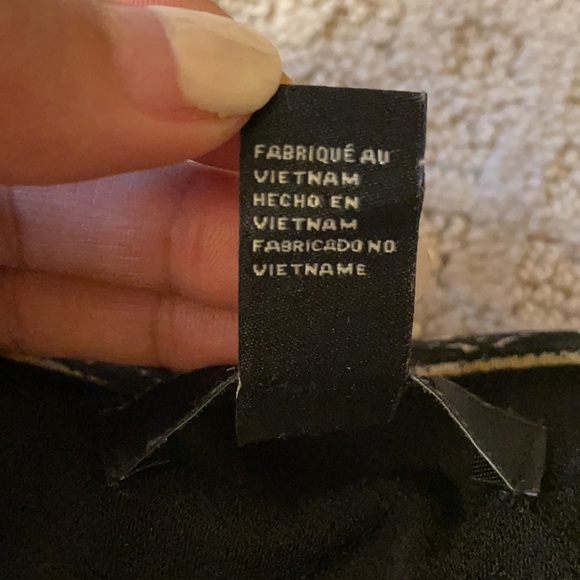 FABRIQUÉ AU
VIETNAM
HECHO EN
VIETNAM
FABRICADO NO
VIETNAME